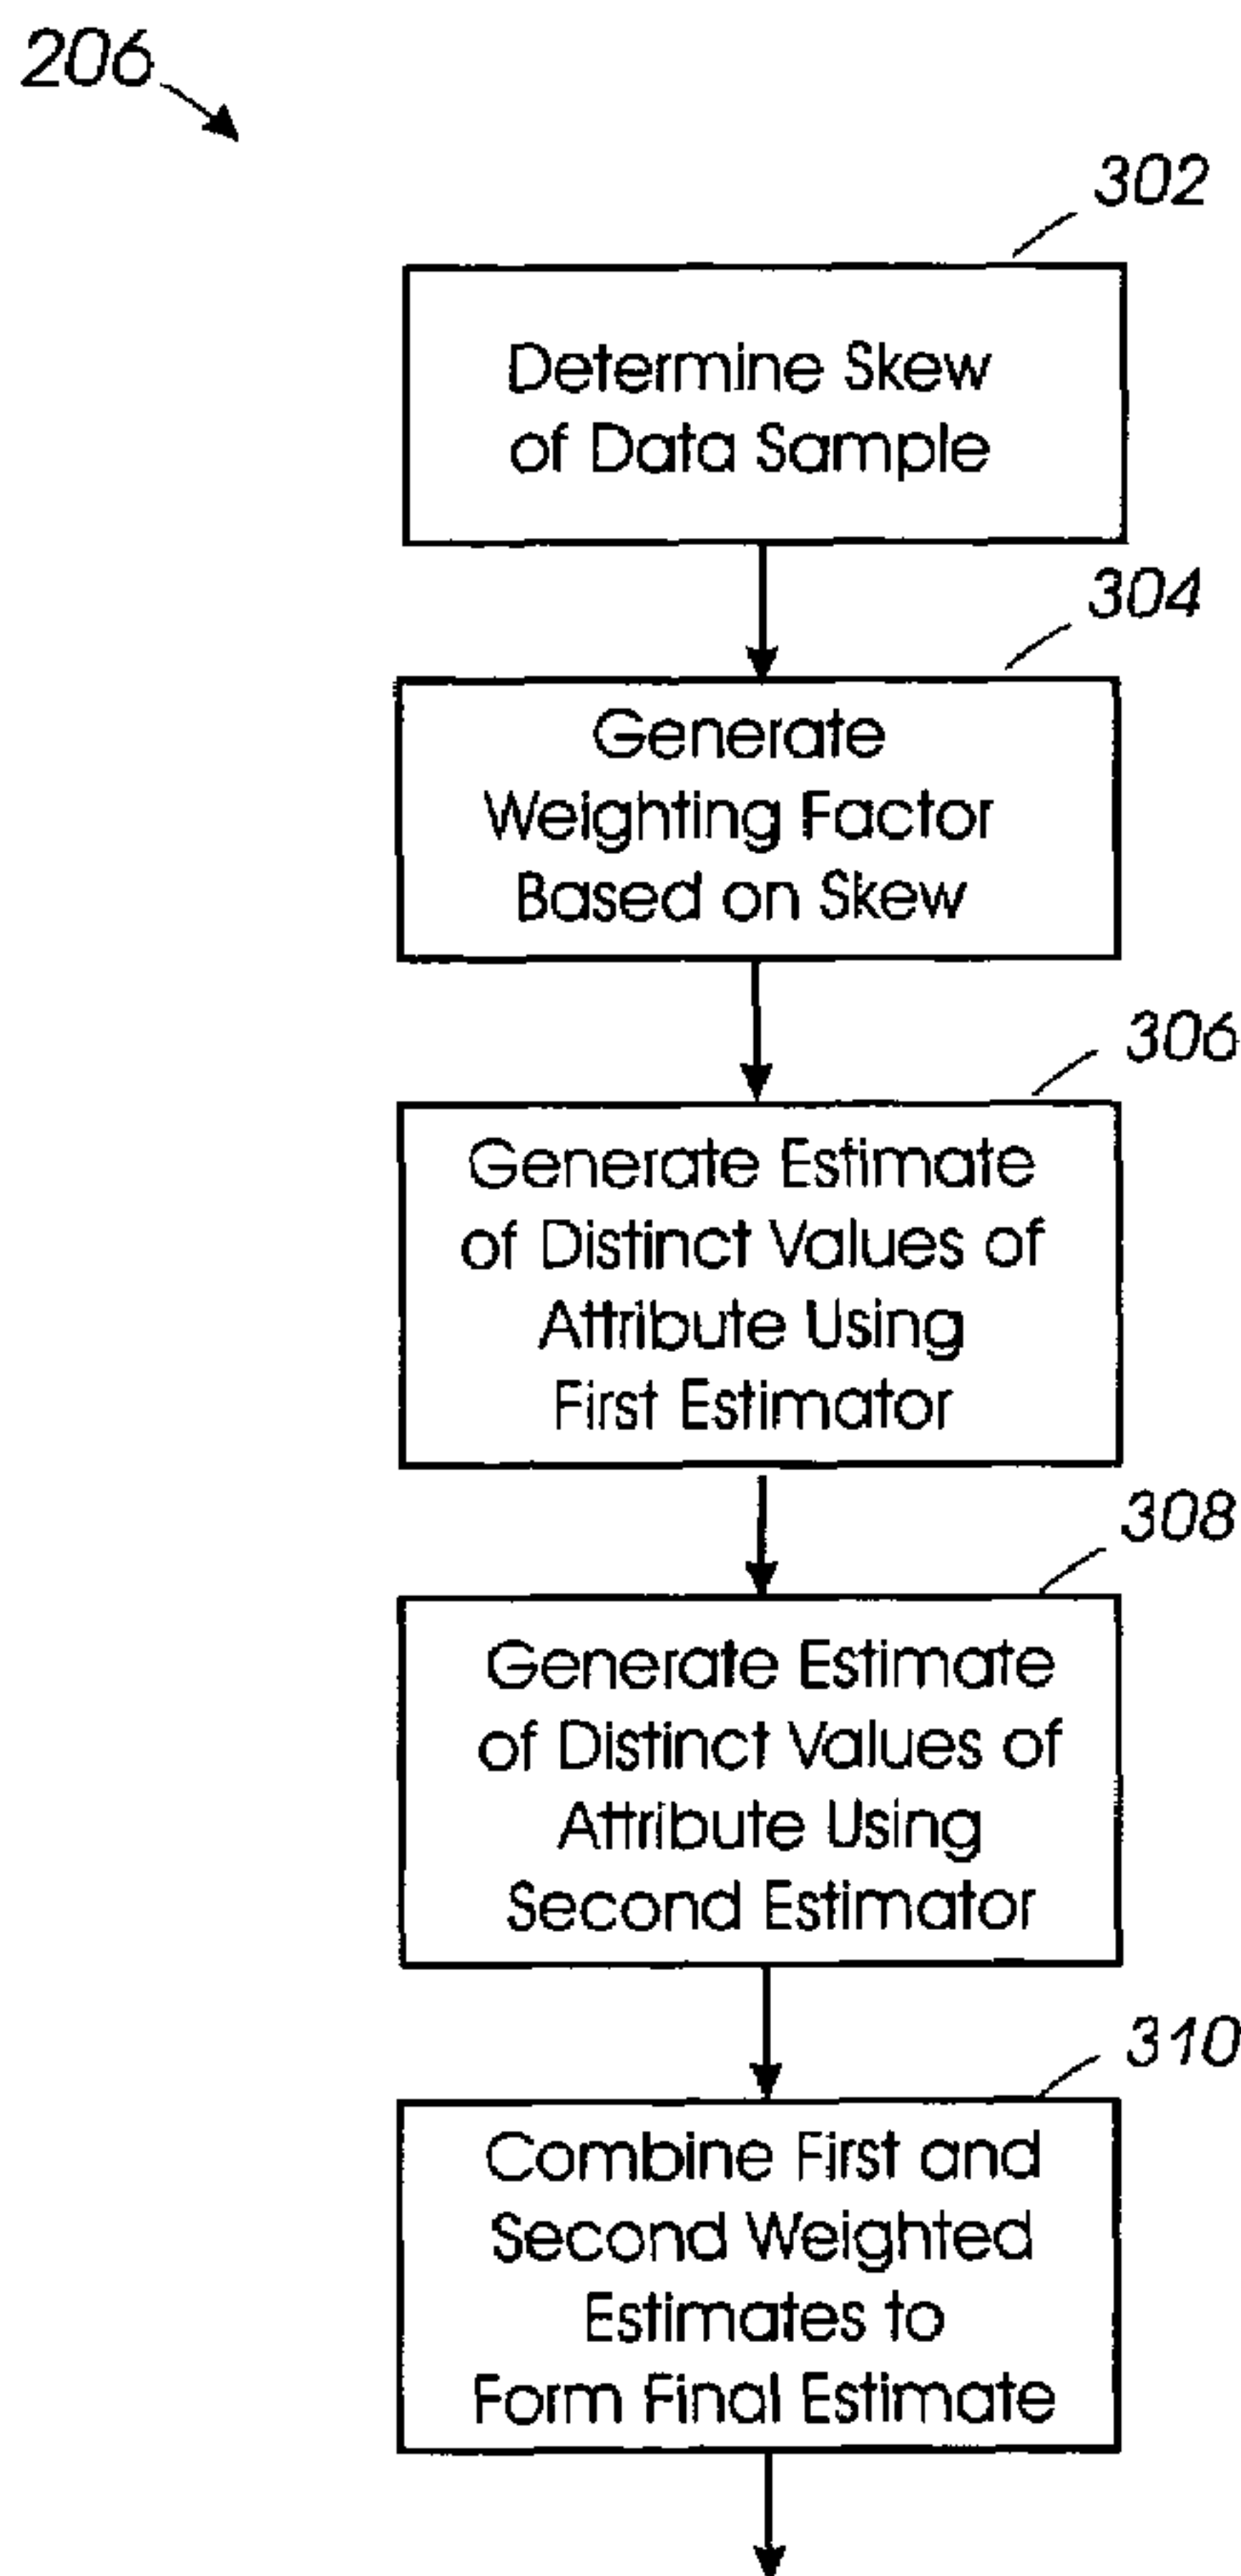 206
302
Determine Skew
of Data Sample
304
Generate
Weighting Factor
Based on Skew
306
Generate Estimate
of Distinct Values of
Attribute Using
First Estimator
308
Generate Estimate
of Distinct Values of
Attribute Using
Second Estimator
310
Combine First and
Second Weighted
Estimates to
Form Final Estimate